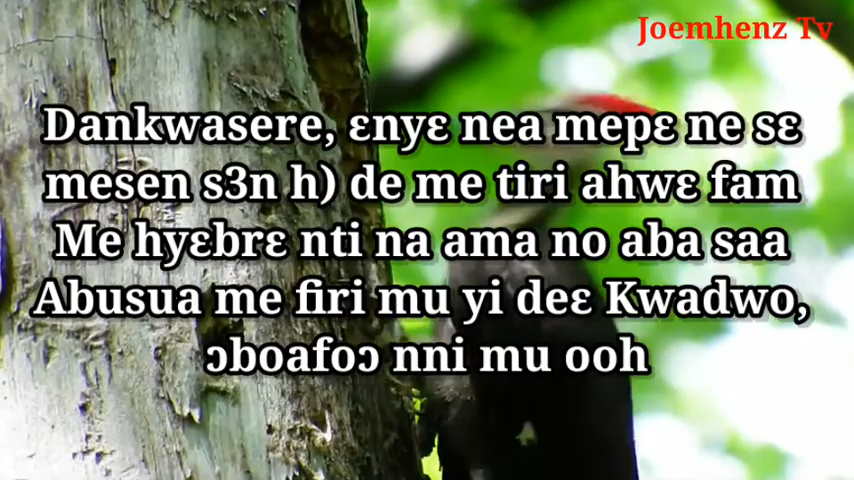 Joemhenz Tv
Dankwasere, ɛnyɛ nea mepɛ ne sɛ
mesen s3n h) de me tiri ahwɛ fam
Me hyɛbrɛ nti na ama no aba saa
Abusua me firi mu yi deɛ Kwadwo,
ɔboafoɔ nni mu ooh